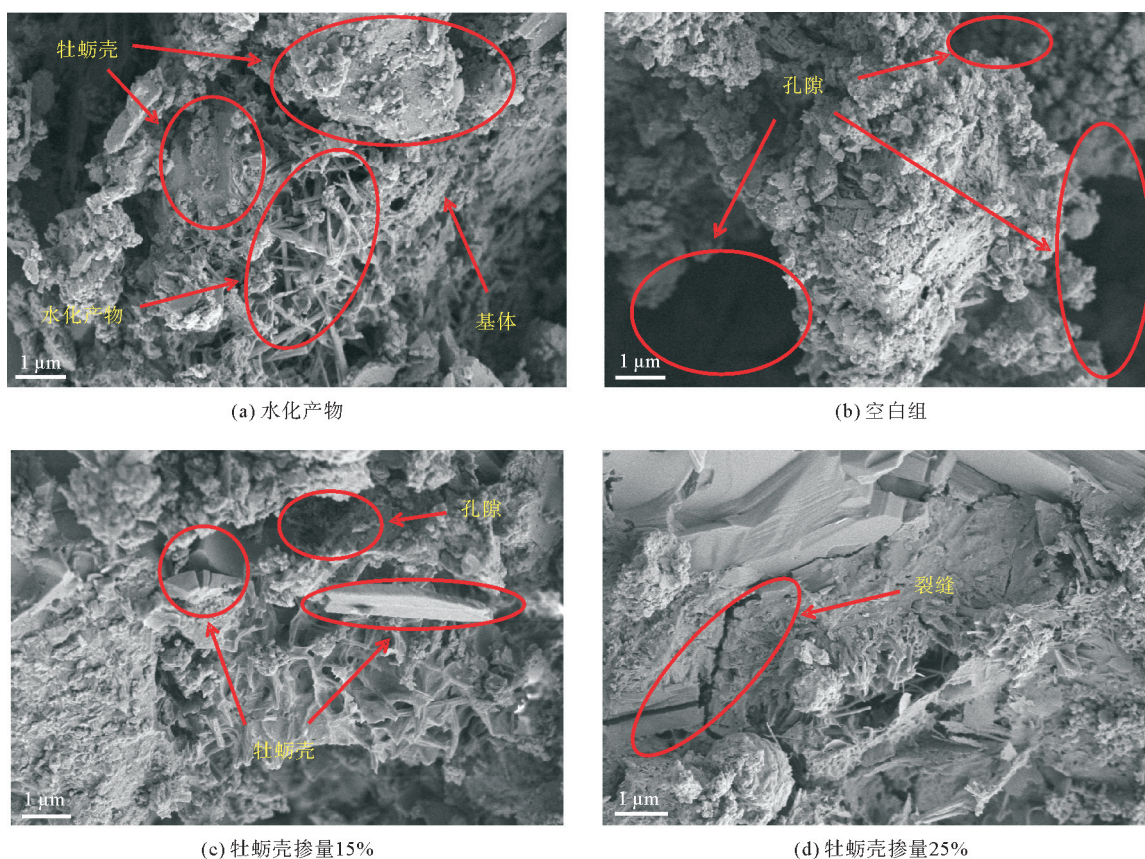 牡蛎壳
水化产物
基体
1 μm
(a) 水化产物
孔隙
1 μm
(b) 空白组
孔隙
牡蛎壳
1 μm
(c) 牡蛎壳掺量15%
裂缝
1 μm
(d) 牡蛎壳掺量25%